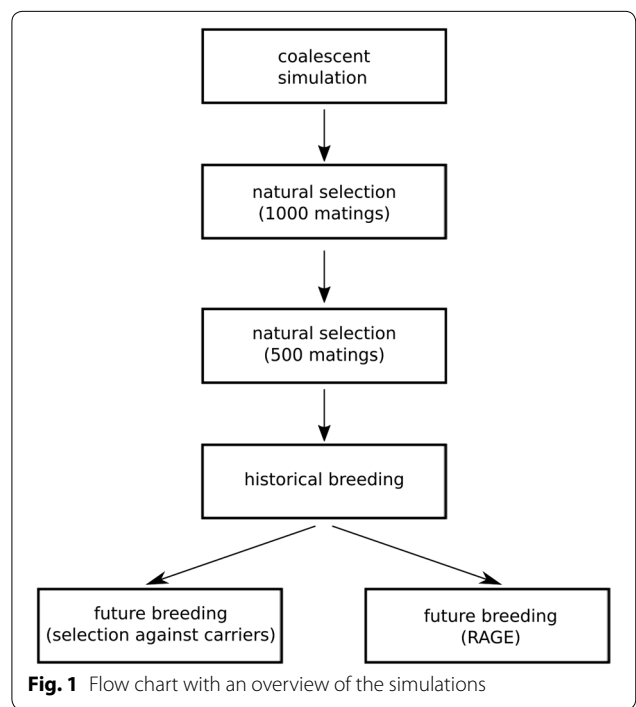 coalescent
simulation
natural selection
(1000 matings)
natural selection
(500 matings)
historical breeding
future breeding
(selection against carriers)
future breeding
(RAGE)
Fig. 1 Flow chart with an overview of the simulations